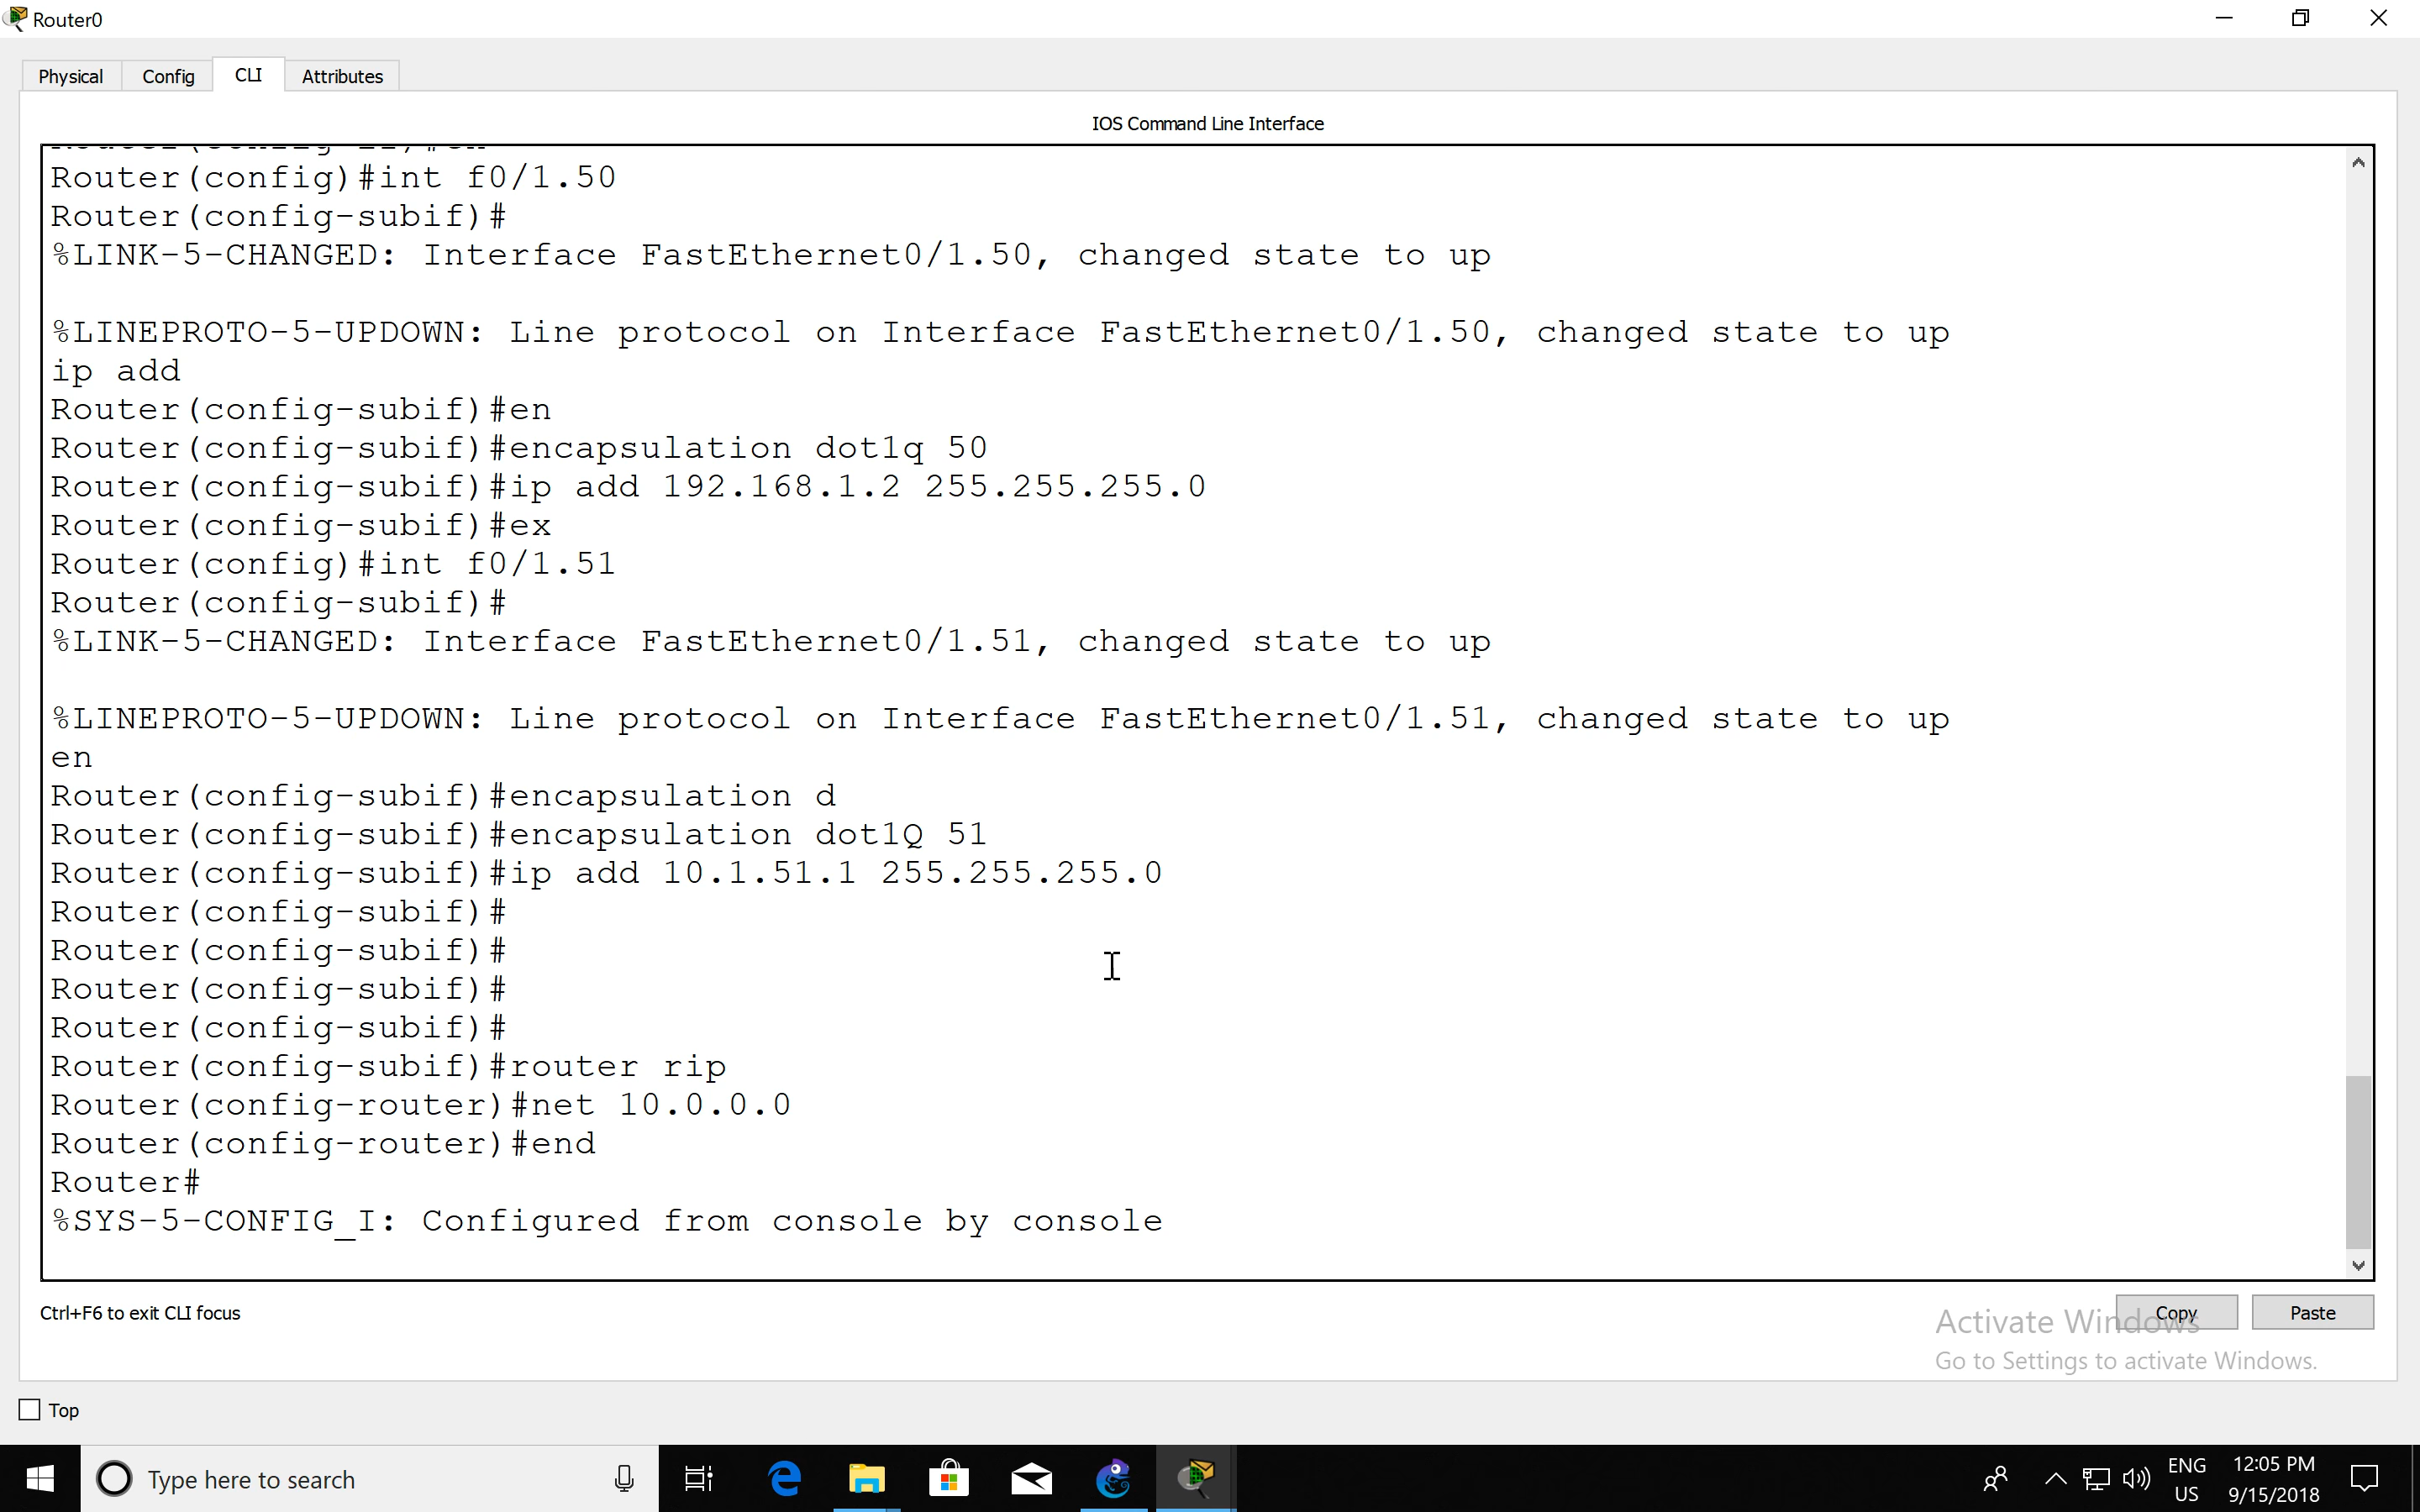 Router0
Physical
Config
CLI
Attributes
IOS Command Line Interface
Router(config)#int f0/1.50
Router(config-subif)#
%LINK-5-CHANGED: Interface FastEthernet0/1.50, changed state to up
%LINEPROTO-5-UPDOWN: Line protocol on Interface FastEthernet0/1.50, changed state to up
ip add
Router(config-subif)#en
Router(config-subif)#encapsulation dot1q 50
Router(config-subif)#ip add 192.168.1.2 255.255.255.0
Router(config-subif)#ex
Router(config)#int f0/1.51
Router(config-subif)#
%LINK-5-CHANGED: Interface FastEthernet0/1.51, changed state to up
%LINEPROTO-5-UPDOWN: Line protocol on Interface FastEthernet0/1.51, changed state to up
en
Router(config-subif)#encapsulation d
Router(config-subif)#encapsulation dot1Q 51
Router(config-subif)#ip add 10.1.51.1 255.255.255.0
Router(config-subif)#
Router(config-subif)#
Router(config-subif)#
Router(config-subif)#
Router(config-subif)#router rip
Router(config-router)#net 10.0.0.0
Router(config-router)#end
Router#
%SYS-5-CONFIG_I: Configured from console by console
Ctrl+F6 to exit CLI focus
Copy
Paste
Activate Windows
Go to Settings to activate Windows.
Top
Type here to search
ENG
US
12:05 PM
9/15/2018